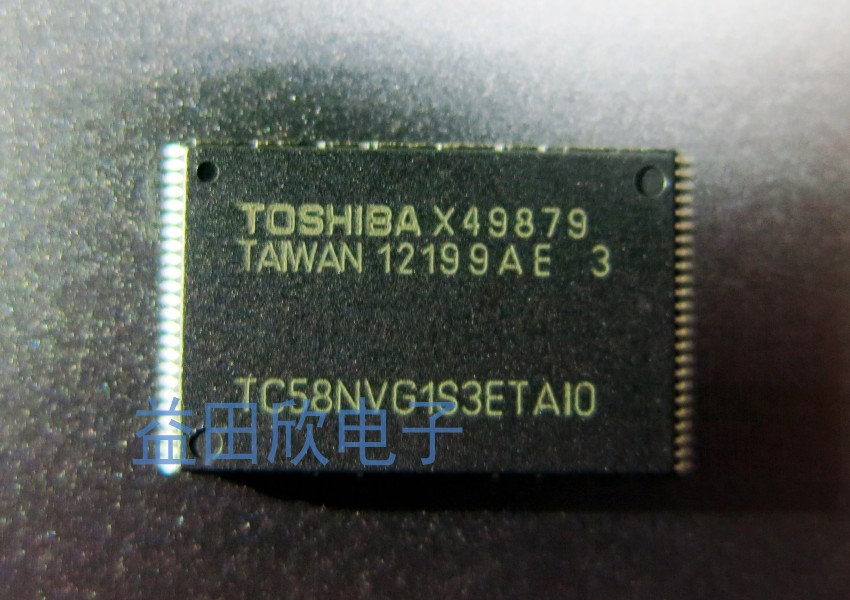 TOSHIBA X49879
TAIWAN 12199AE 3
TC58NVG1S3ETAI0
益田欣电子